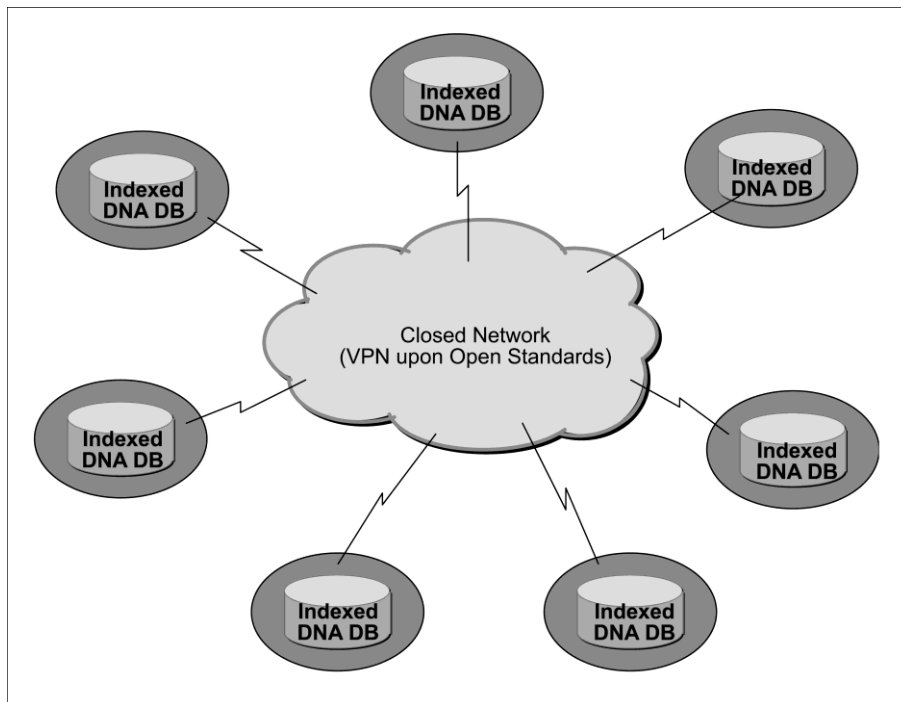 Indexed
DNA DB
Indexed
DNA DB
Indexed
DNA DB
Closed Network
(VPN upon Open Standards)
Indexed
DNA DB
Indexed
DNA DB
Indexed
DNA DB
Indexed
DNA DB